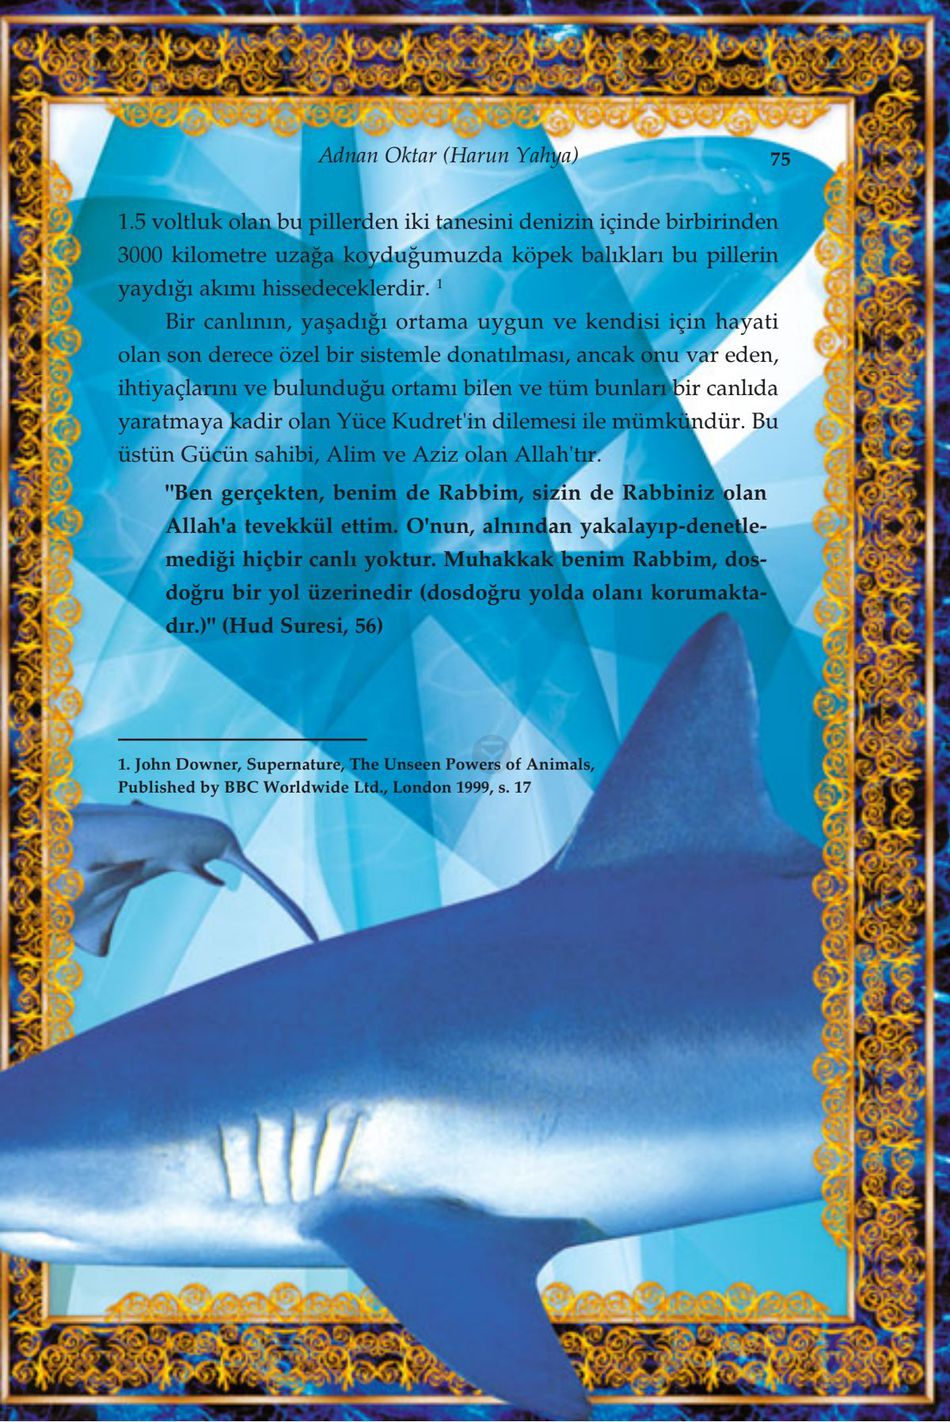 Adnan Oktar (Harun Yahya)
75
1.5 voltluk olan bu pillerden iki tanesini denizin içinde birbirinden
3000 kilometre uzağa koyduğumuzda köpek balıkları bu pillerin
yaydığı akımı hissedeceklerdir. 1
Bir canlının, yaşadığı ortama uygun ve kendisi için hayati
olan son derece özel bir sistemle donatılması, ancak onu var eden,
ihtiyaçlarını ve bulunduğu ortamı bilen ve tüm bunları bir canlıda
yaratmaya kadir olan Yüce Kudret'in dilemesi ile mümkündür. Bu
üstün Gücün sahibi, Alim ve Aziz olan Allah'tır.
"Ben gerçekten, benim de Rabbim, sizin de Rabbiniz olan
Allah'a tevekkül ettim. O'nun, alnından yakalayıp-denetle-
mediği hiçbir canlı yoktur. Muhakkak benim Rabbim, dos-
doğru bir yol üzerinedir (dosdoğru yolda olanı korumakta-
dır.)" (Hud Suresi, 56)
1. John Downer, Supernature, The Unseen Powers of Animals,
Published by BBC Worldwide Ltd., London 1999, s. 17